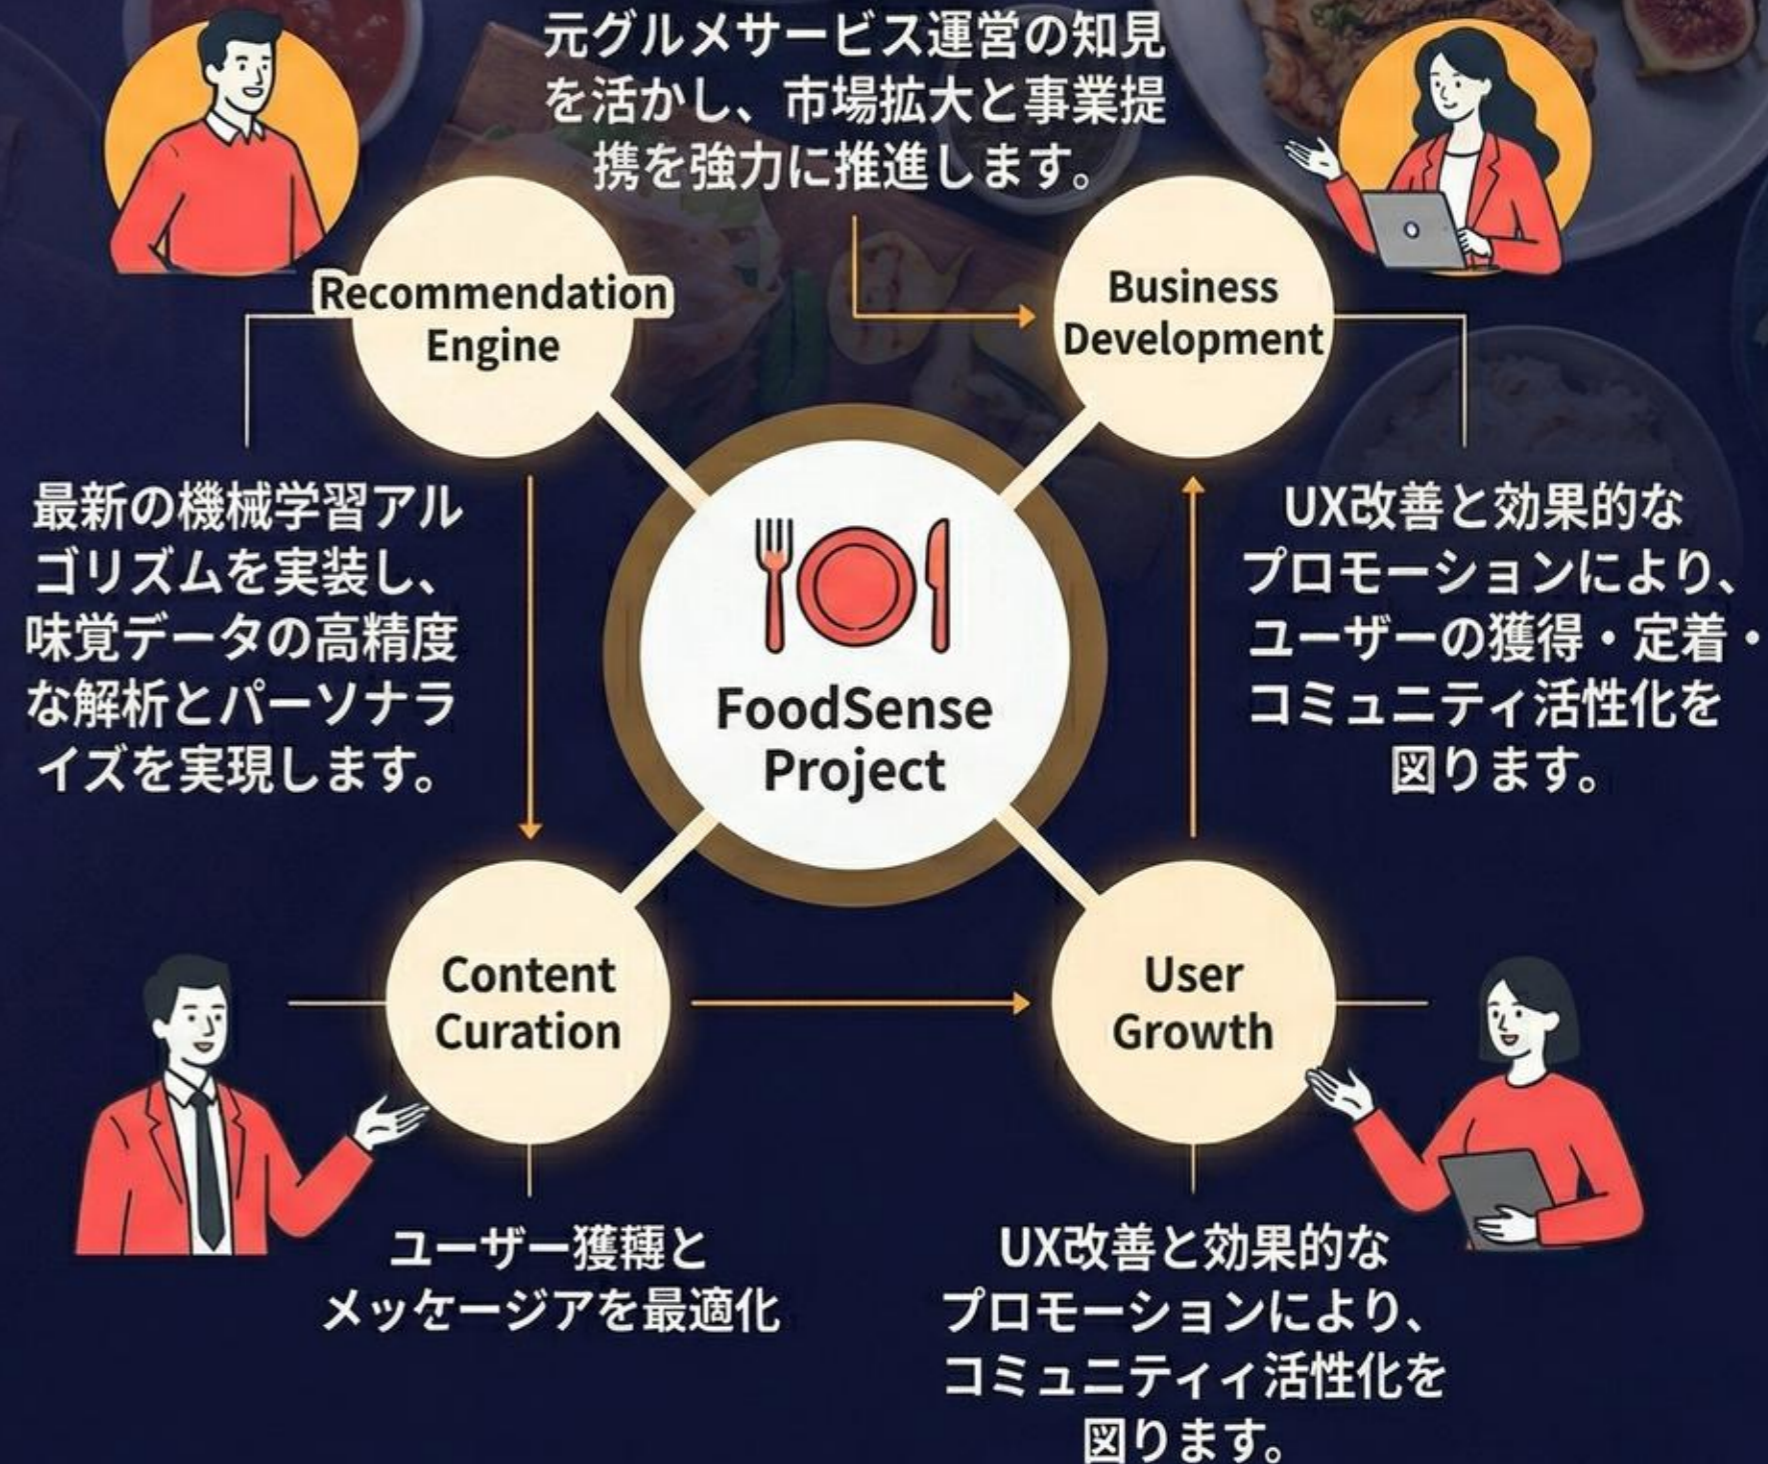 元グルメサービス運営の知見
を活かし、市場拡大と事業提
携を強力に推進します。
Recommendation
Engine
Business
Development
最新の機械学習アル
ゴリズムを実装し、
味覚データの高精度
な解析とパーソナラ
イズを実現します。
FoodSense
Project
UX改善と効果的な
プロモーションにより、
ユーザーの獲得・定着・
コミュニティ活性化を
図ります。
Content
Curation
User
Growth
ユーザー獲と
メッケージアを最適化
UX改善と効果的な
プロモーションにより、
コミュニティィ活性化を
図ります。